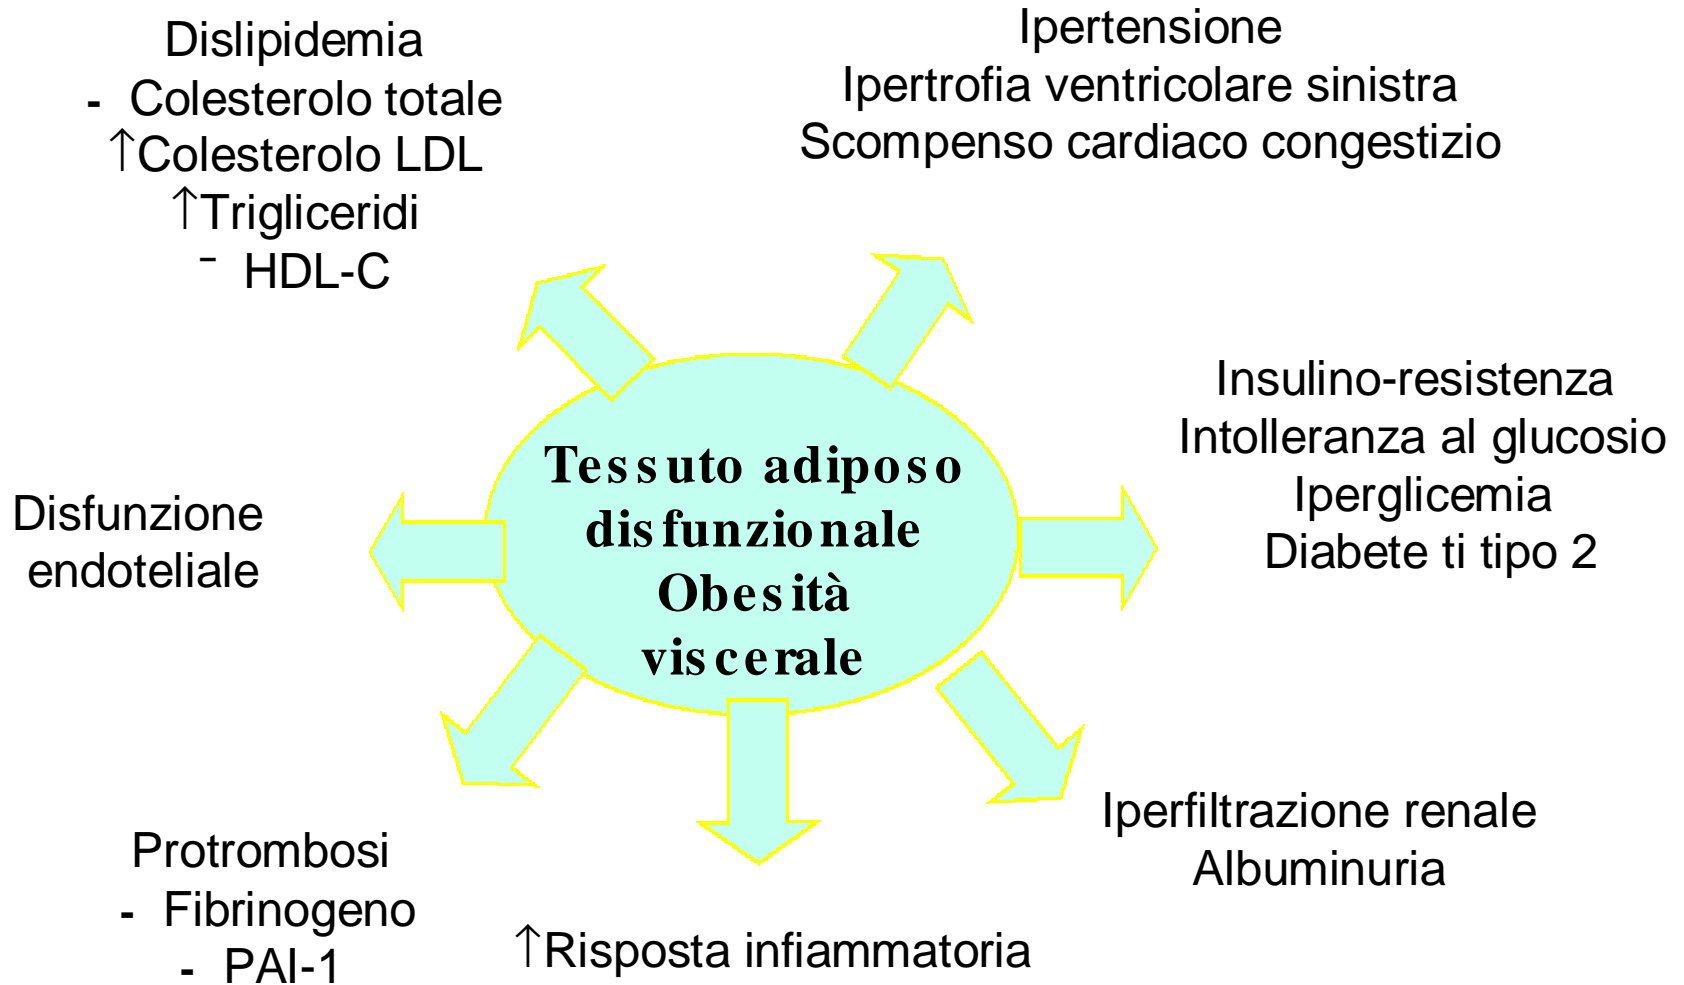 Dislipidemia
- Colesterolo totale
↑Colesterolo LDL
↑Trigliceridi
¯ HDL-C
Ipertensione
Ipertrofia ventricolare sinistra
Scompenso cardiaco congestizio
Insulino-resistenza
Intolleranza al glucosio
Iperglicemia
Diabete ti tipo 2
Tessuto adiposo
disfunzionale
Obesità
viscerale
Disfunzione
endoteliale
Iperfiltrazione renale
Albuminuria
Protrombosi
- Fibrinogeno
- PAI-1
↑Risposta infiammatoria